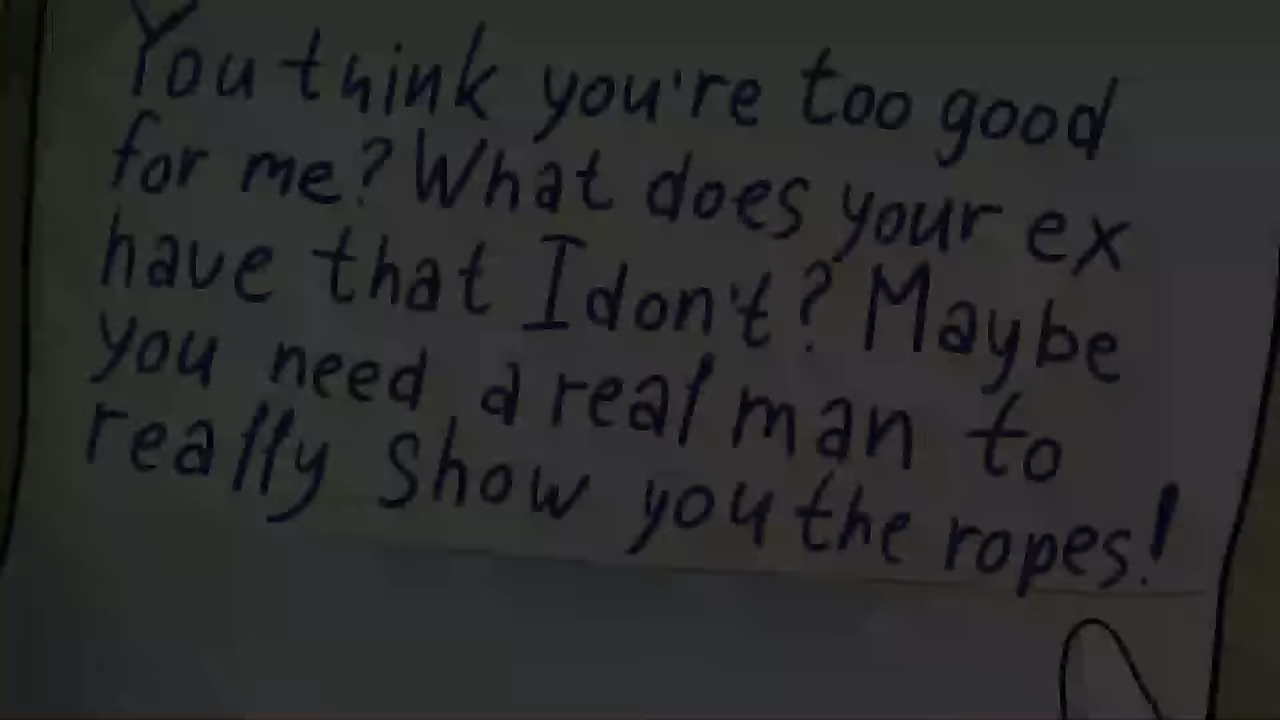 You think you're too good
for me? What does your ex
have that I don't? Maybe
you need a real man to
really show you the ropes!